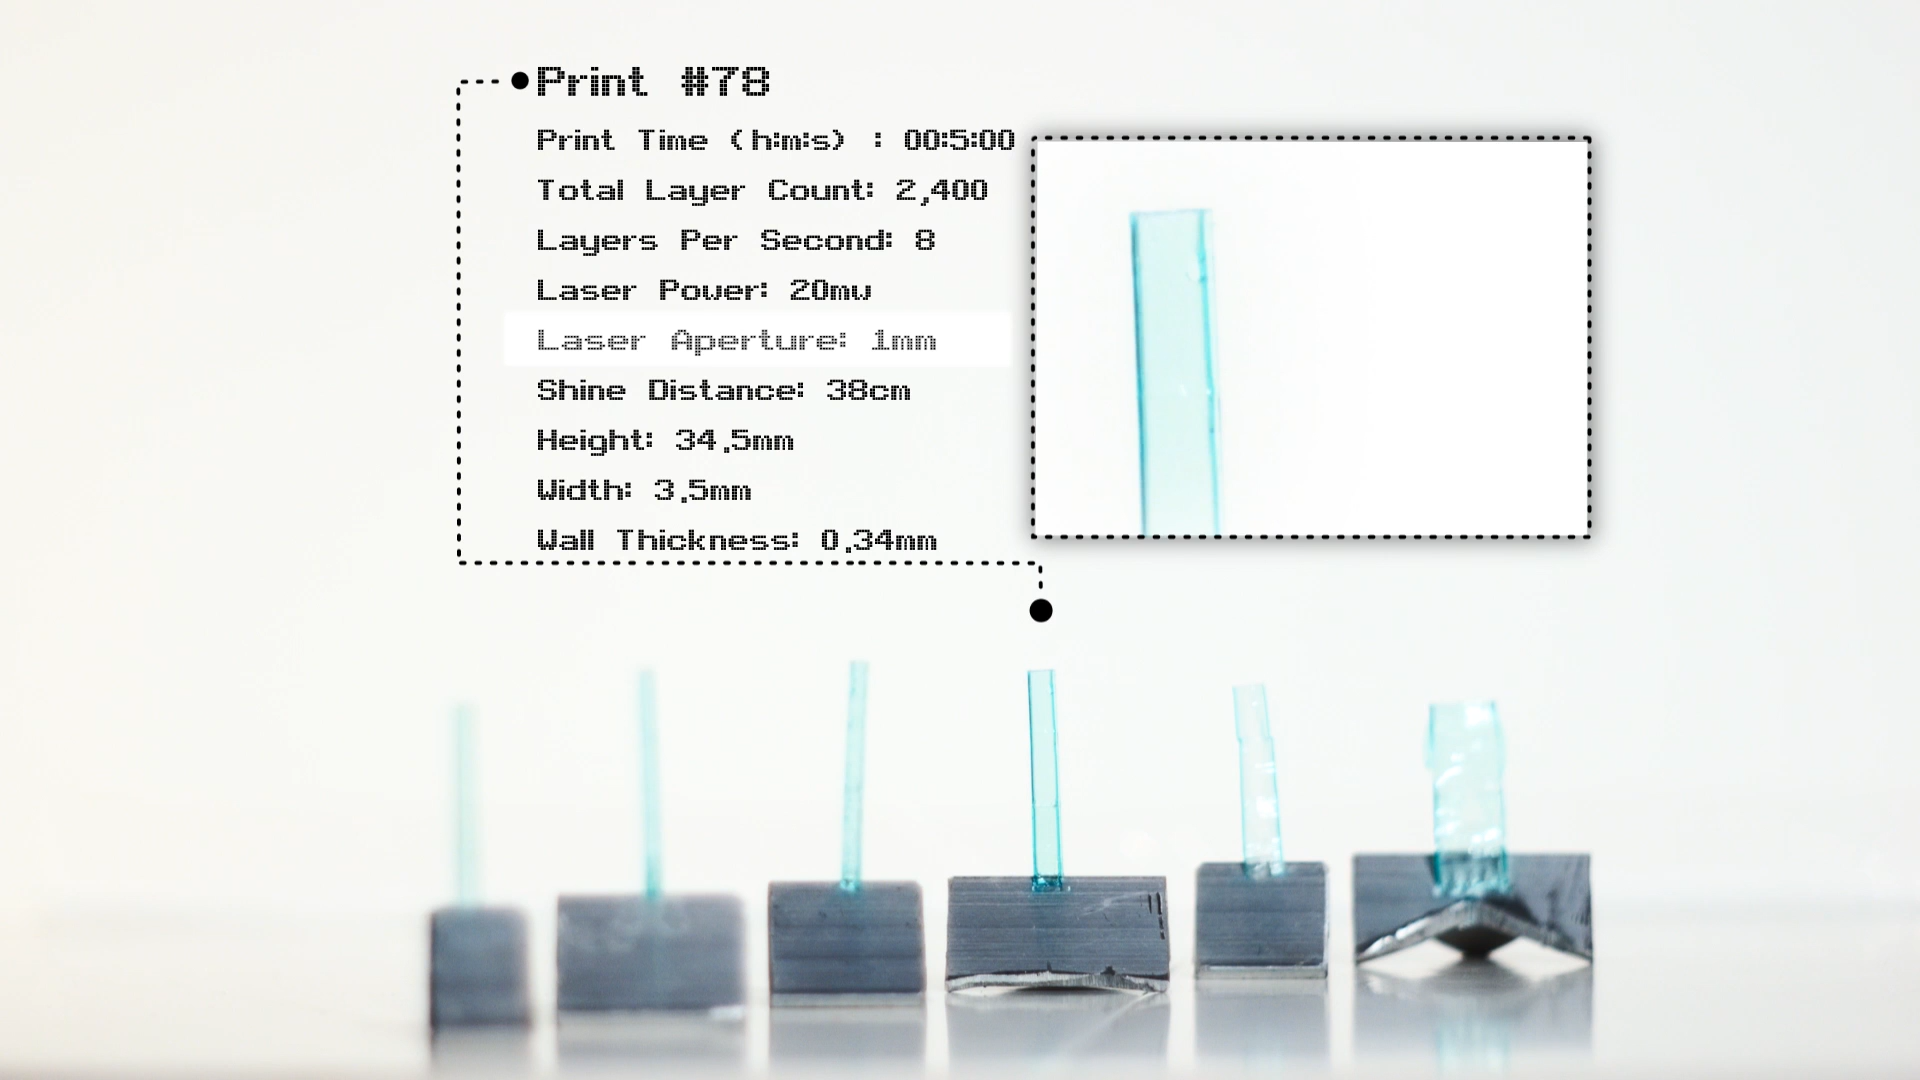 Print #78
Print Time (h:m:s) : 00:5:00
Total Layer Count: 2,400
Layers Per Second: 8
Laser Power: 20mw
Laser Aperture: 1mm
Shine Distance: 38cm
Height: 34.5mm
Width: 3.5mm
Wall Thickness: 0.34mm